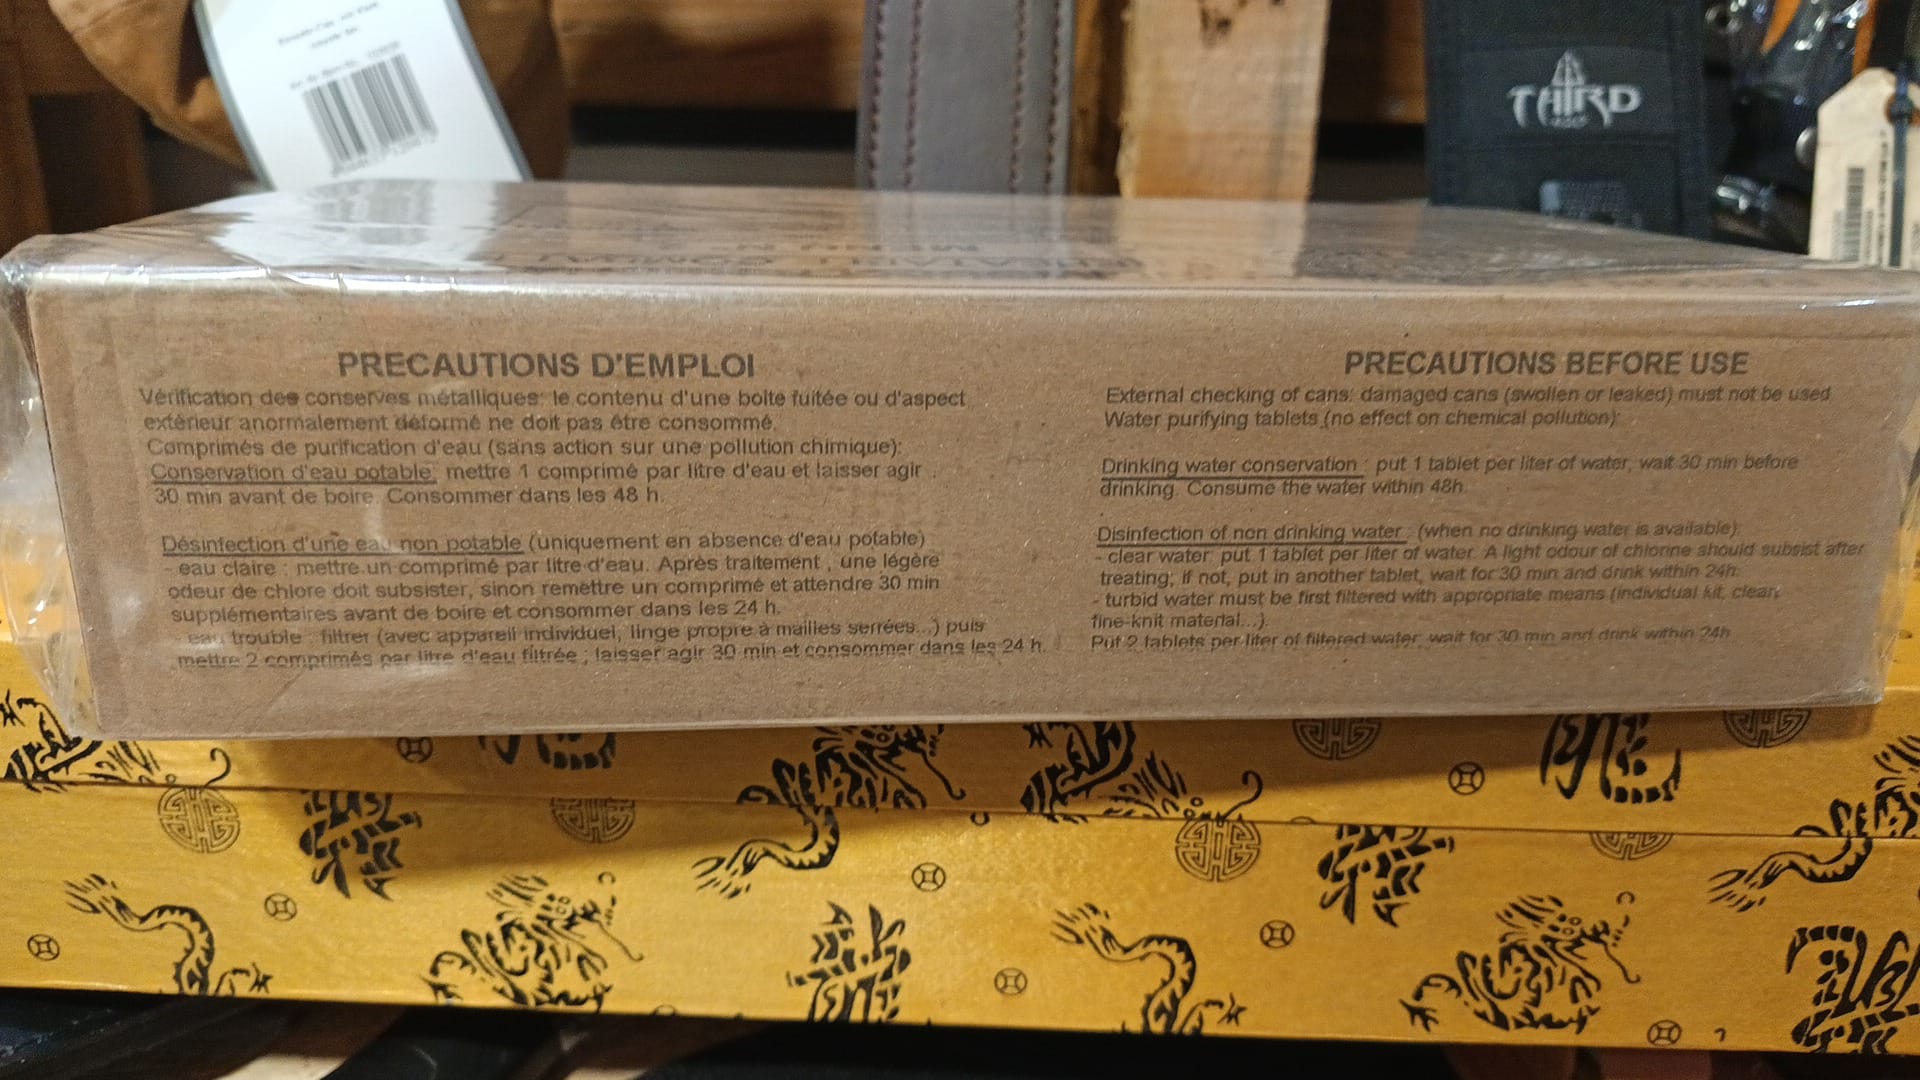 THIRD
PRECAUTIONS D'EMPLOI
Vérification des conserves métalliques: le contenu d'une boîte fuitée ou d'aspect
extérieur anormalement déformé ne doit pas être consommé.
Comprimés de purification d'eau (sans action sur une pollution chimique):
Conservation d'eau potable: mettre 1 comprimé par litre d'eau et laisser agir
30 min avant de boire. Consommer dans les 48 h.
Désinfection d'une eau non potable (uniquement en absence d'eau potable)
- eau claire : mettre un comprimé par litre d'eau. Après traitement , une légère
odeur de chlore doit subsister, sinon remettre un comprimé et attendre 30 min
supplémentaires avant de boire et consommer dans les 24 h.
- eau trouble : filtrer (avec appareil individuel, linge propre à mailles serrées...) puis
mettre 2 comprimés par litre d'eau filtrée ; laisser agir 30 min et consommer dans les 24 h.
PRECAUTIONS BEFORE USE
External checking of cans: damaged cans (swollen or leaked) must not be used
Water purifying tablets (no effect on chemical pollution):
Drinking water conservation : put 1 tablet per liter of water, wait 30 min before
drinking. Consume the water within 48h.
Disinfection of non drinking water : (when no drinking water is available):
- clear water: put 1 tablet per liter of water. A light odour of chlorine should subsist after
treating; if not, put in another tablet, wait for 30 min and drink within 24h.
- turbid water must be first filtered with appropriate means (individual kit, clean,
fine-knit material...).
Put 2 tablets per liter of filtered water, wait for 30 min and drink within 24h